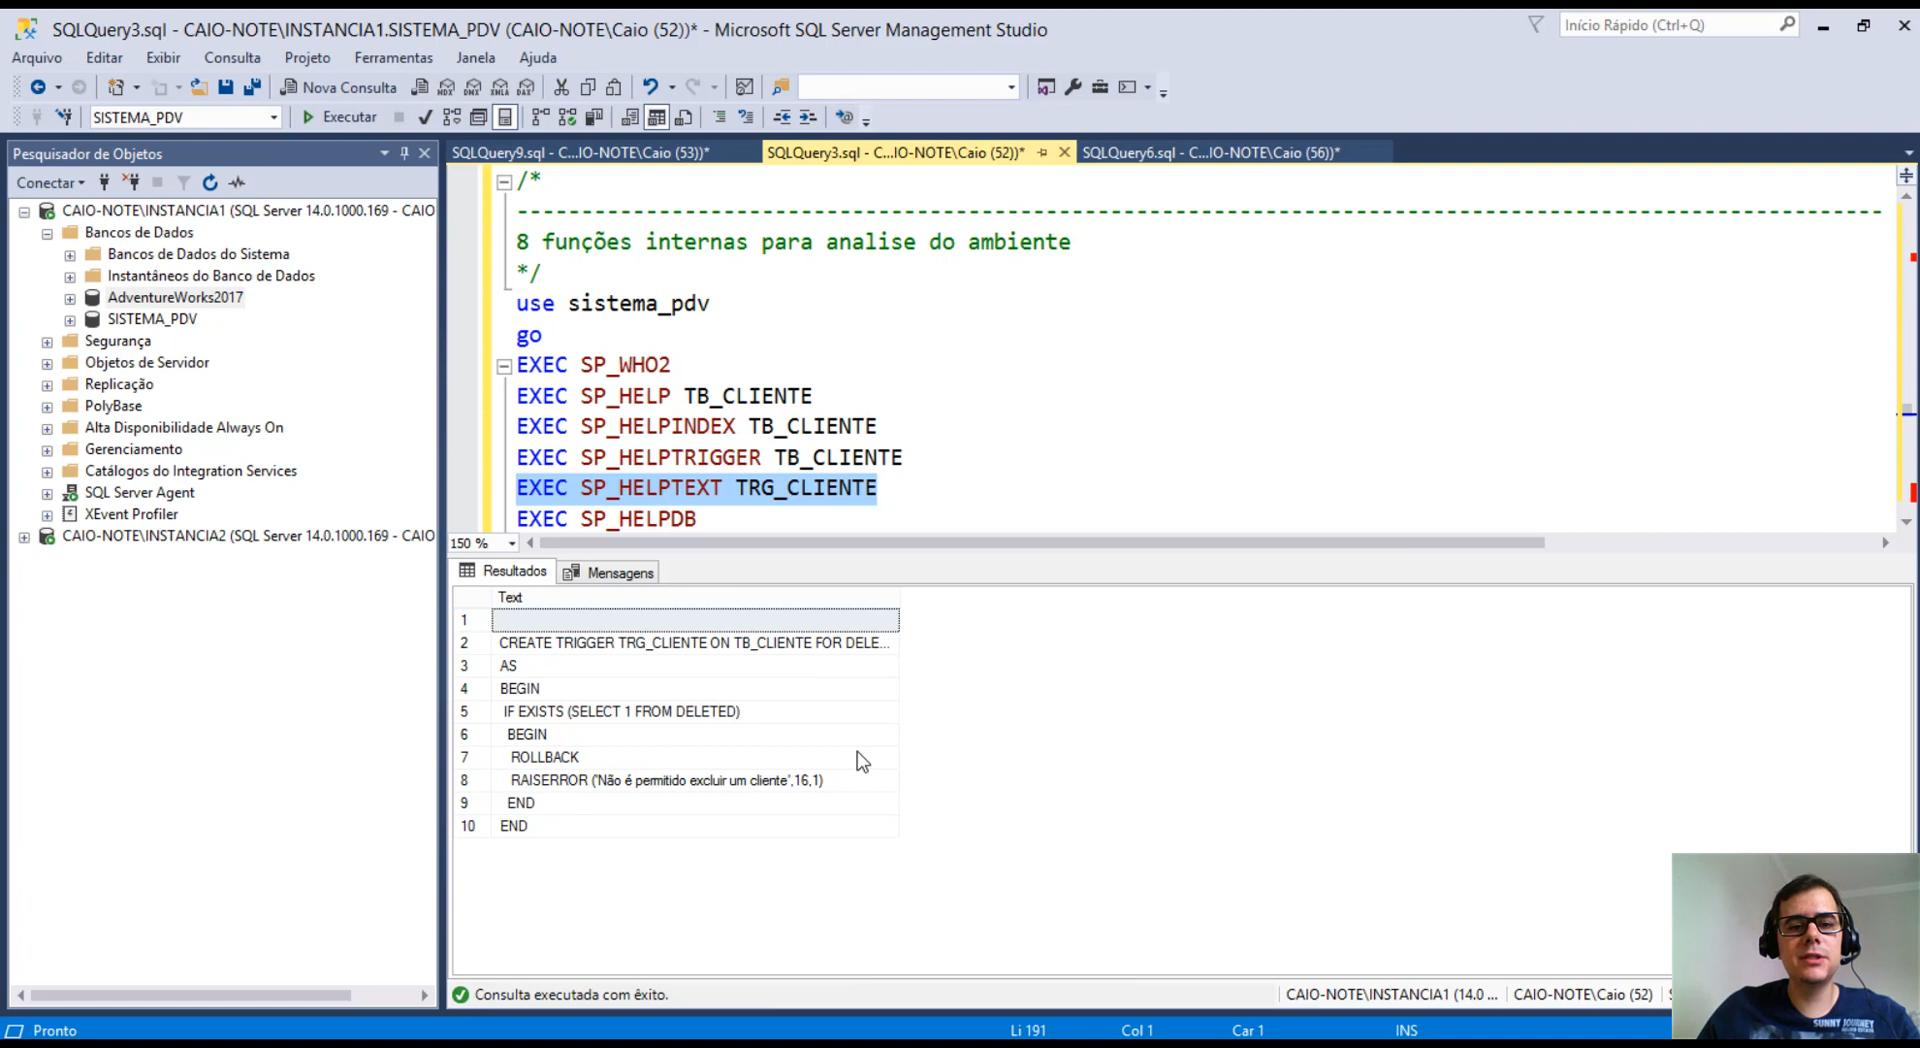 SQLQuery3.sql - CAIO-NOTE\INSTANCIA1.SISTEMA_PDV (CAIO-NOTE\Caio (52))* - Microsoft SQL Server Management Studio
Início Rápido (Ctrl+Q)
Arquivo Editar Exibir Consulta Projeto Ferramentas Janela Ajuda
Nova Consulta
MDX DMX XMLA DAX
SISTEMA_PDV
Executar
Pesquisador de Objetos
Conectar
CAIO-NOTE\INSTANCIA1 (SQL Server 14.0.1000.169 - CAIO
Bancos de Dados
Bancos de Dados do Sistema
Instantâneos do Banco de Dados
AdventureWorks2017
SISTEMA_PDV
Segurança
Objetos de Servidor
Replicação
PolyBase
Alta Disponibilidade Always On
Gerenciamento
Catálogos do Integration Services
SQL Server Agent
XEvent Profiler
CAIO-NOTE\INSTANCIA2 (SQL Server 14.0.1000.169 - CAIO
SQLQuery9.sql - C...IO-NOTE\Caio (53))*
SQLQuery3.sql - C...IO-NOTE\Caio (52))*
SQLQuery6.sql - C...IO-NOTE\Caio (56))*
/*
----------------------------------------------------------------------------------------------------------
8 funções internas para analise do ambiente
*/
use sistema_pdv
go
EXEC SP_WHO2
EXEC SP_HELP TB_CLIENTE
EXEC SP_HELPINDEX TB_CLIENTE
EXEC SP_HELPTRIGGER TB_CLIENTE
EXEC SP_HELPTEXT TRG_CLIENTE
EXEC SP_HELPDB
150 %
Resultados Mensagens
Text
1
2 CREATE TRIGGER TRG_CLIENTE ON TB_CLIENTE FOR DELE...
3 AS
4 BEGIN
5 IF EXISTS (SELECT 1 FROM DELETED)
6 BEGIN
7 ROLLBACK
8 RAISERROR ('Não é permitido excluir um cliente',16,1)
9 END
10 END
Consulta executada com êxito.
CAIO-NOTE\INSTANCIA1 (14.0 ...
CAIO-NOTE\Caio (52)
SUNNY JOURNEY
Pronto
Li 191
Col 1
Car 1
INS